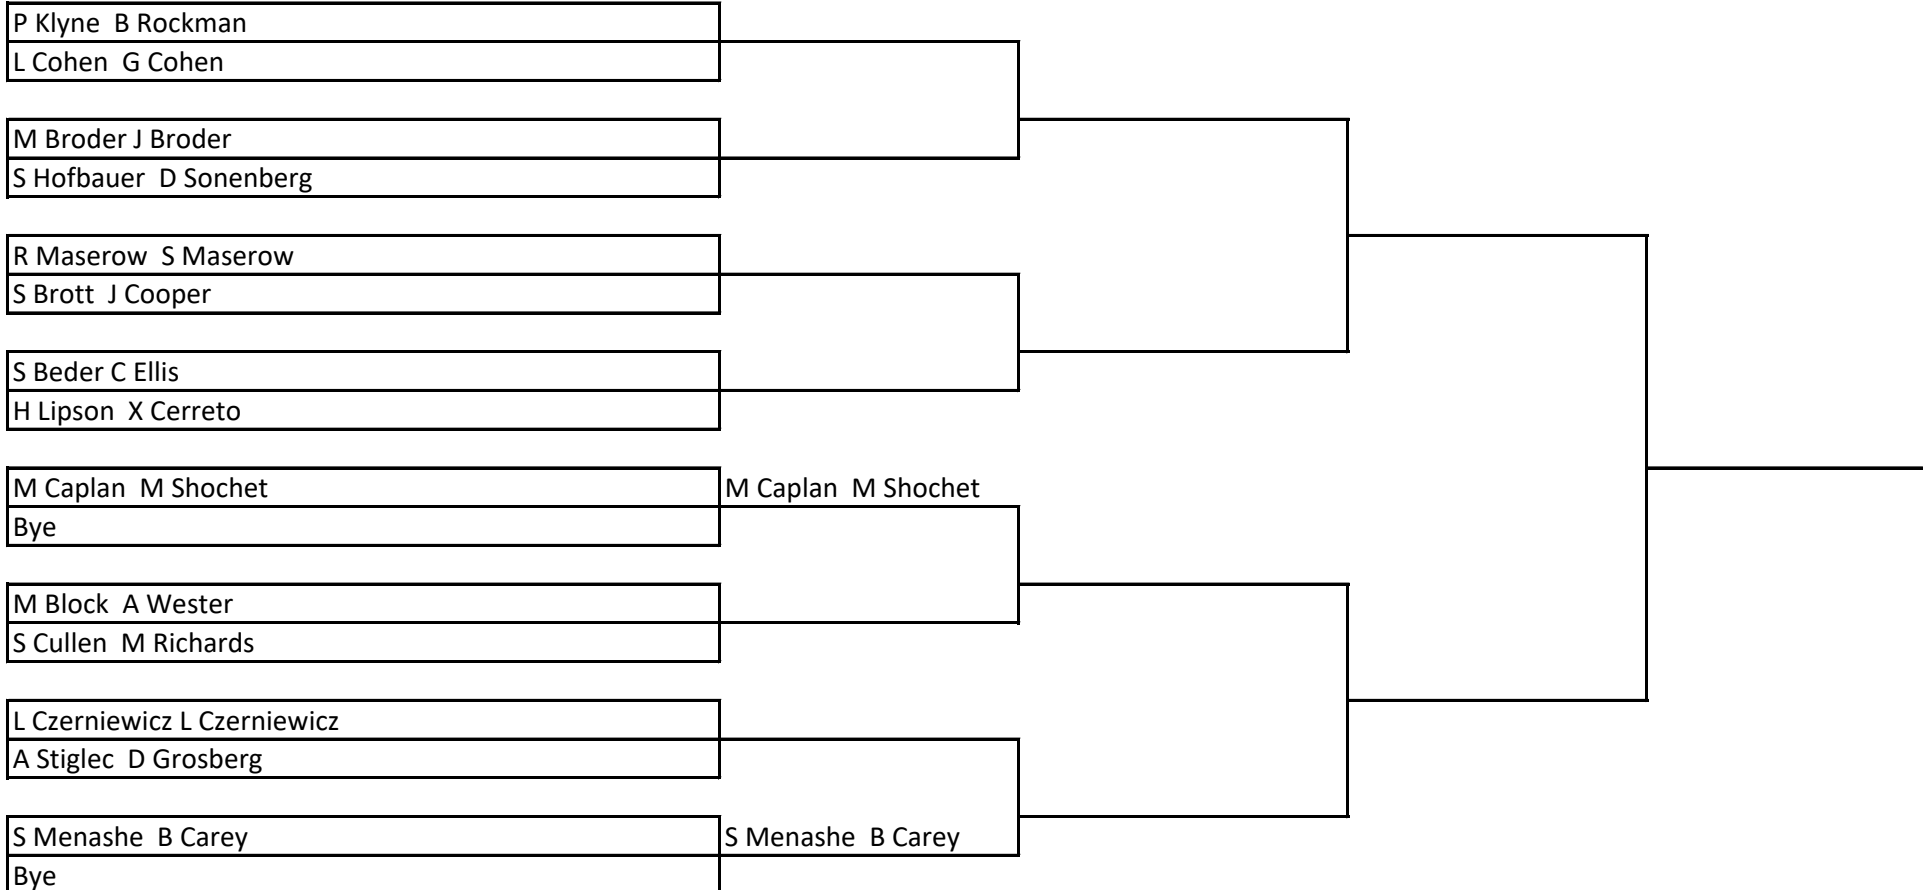 P Klyne  B Rockman
L Cohen  G Cohen
M Broder J Broder
S Hofbauer  D Sonenberg
R Maserow  S Maserow
S Brott  J Cooper
S Beder C Ellis
H Lipson  X Cerreto
M Caplan  M Shochet
M Caplan  M Shochet
Bye
M Block  A Wester
S Cullen  M Richards
L Czerniewicz L Czerniewicz
A Stiglec  D Grosberg
S Menashe  B Carey
S Menashe  B Carey
Bye